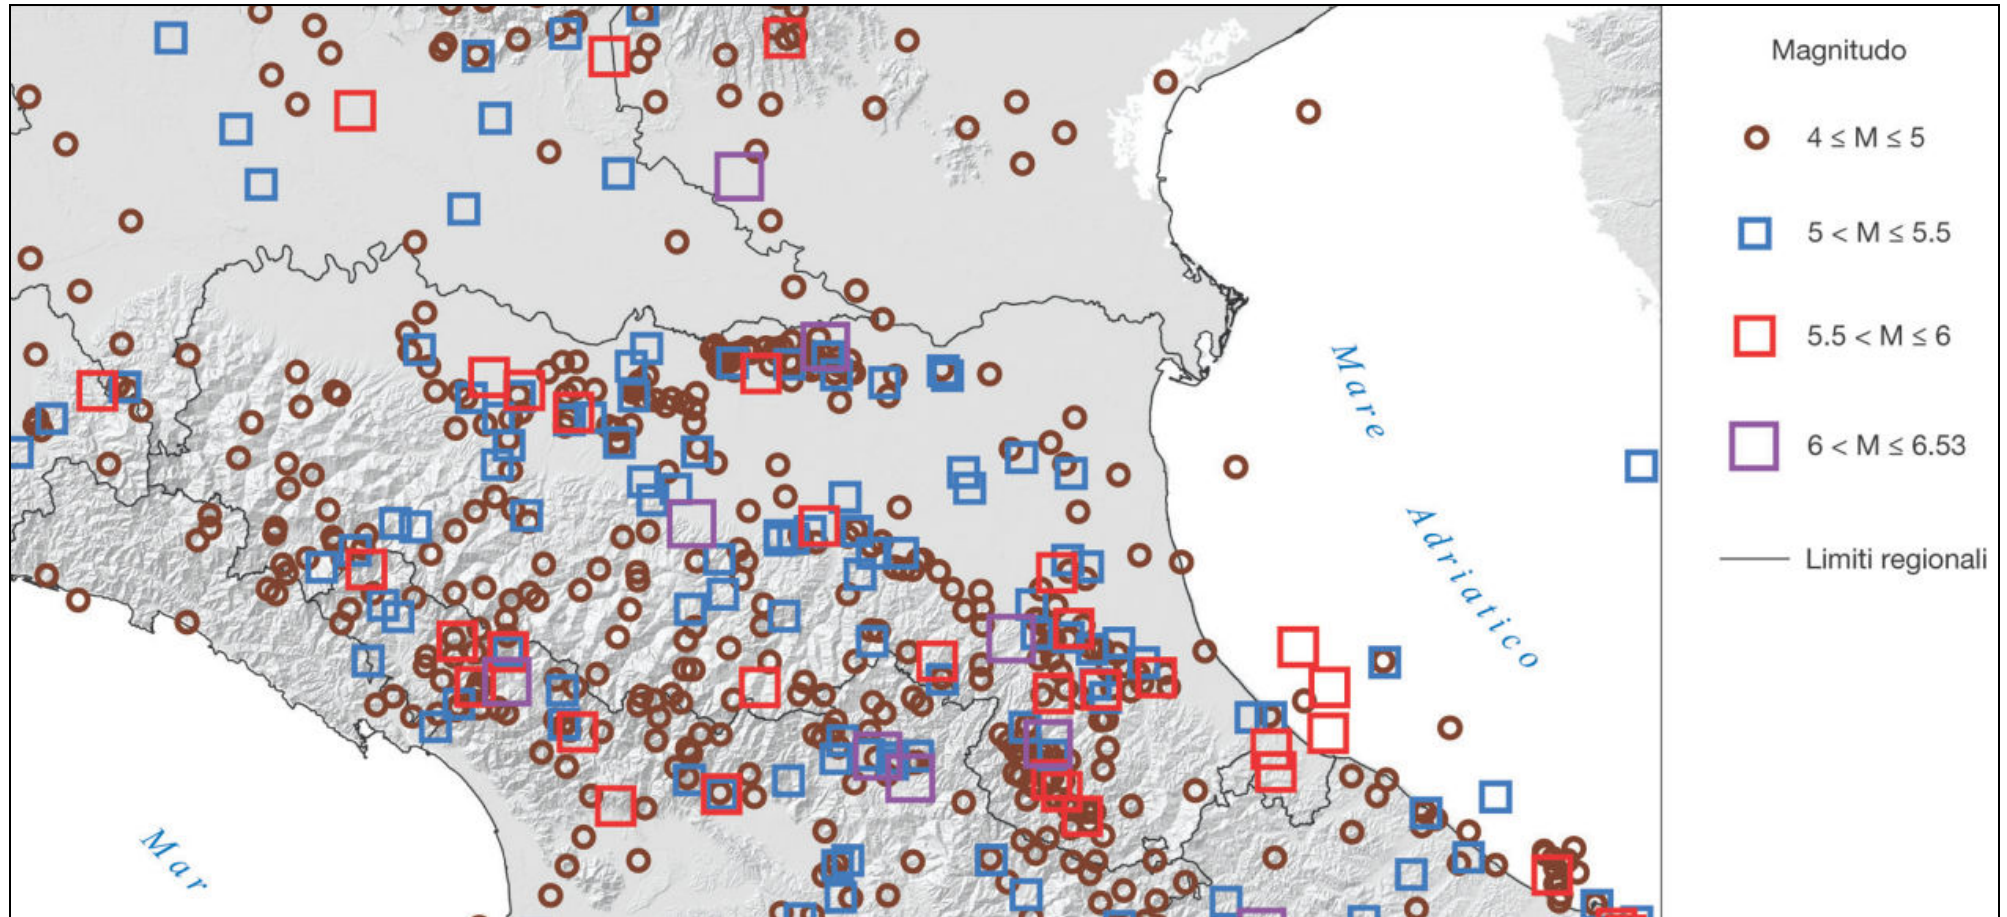 Magnitudo
4 ≤ M ≤ 5
5 < M ≤ 5.5
5.5 < M ≤ 6
6 < M ≤ 6.53
Limiti regionali
Mare
Adriatico
Mar